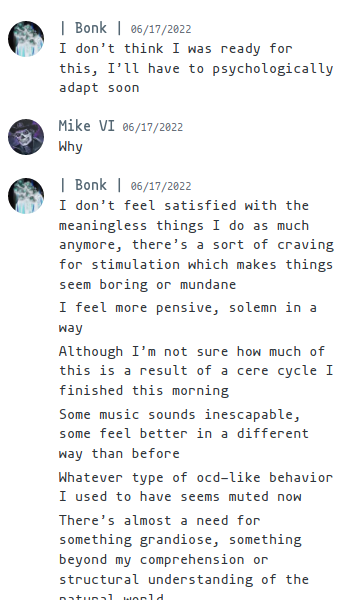 | Bonk | 06/17/2022
I don't think I was ready for
this, I'll have to psychologically
adapt soon
Mike VI 06/17/2022
Why
| Bonk | 06/17/2022
I don't feel satisfied with the
meaningless things I do as much
anymore, there's a sort of craving
for stimulation which makes things
seem boring or mundane
I feel more pensive, solemn in a
way
Although I'm not sure how much of
this is a result of a cere cycle I
finished this morning
Some music sounds inescapable,
some feel better in a different
way than before
Whatever type of ocd-like behavior
I used to have seems muted now
There's almost a need for
something grandiose, something
beyond my comprehension or
structural understanding of the
natural world